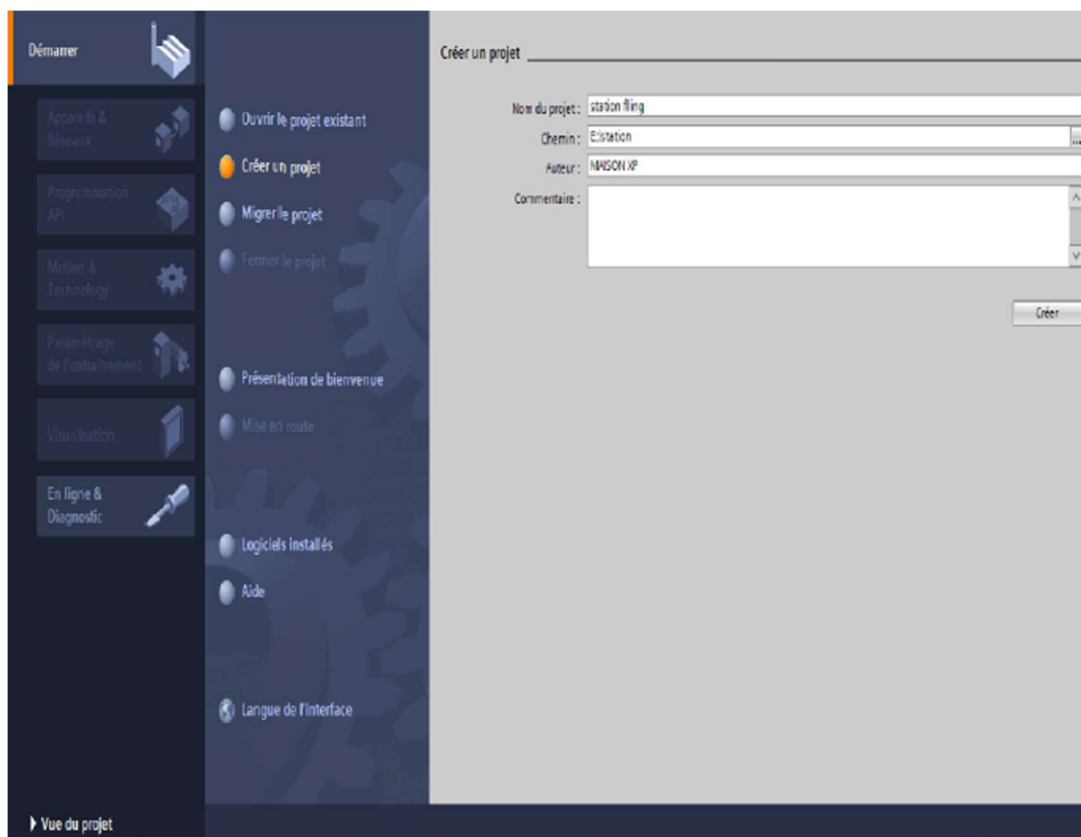 Démarrer
Appareils &
Réseaux
Programmation
API
Motion &
Technology
Paramétrage
de l'entraînement
Visualisation
En ligne &
Diagnostic
Vue du projet
Ouvrir le projet existant
Créer un projet
Migrer le projet
Fermer le projet
Présentation de bienvenue
Mise en route
Logiciels installés
Aide
Langue de l'interface
Créer un projet
Nom du projet : station fling
Chemin : E:\station
Auteur : MAISON XP
Commentaire :
...
Créer